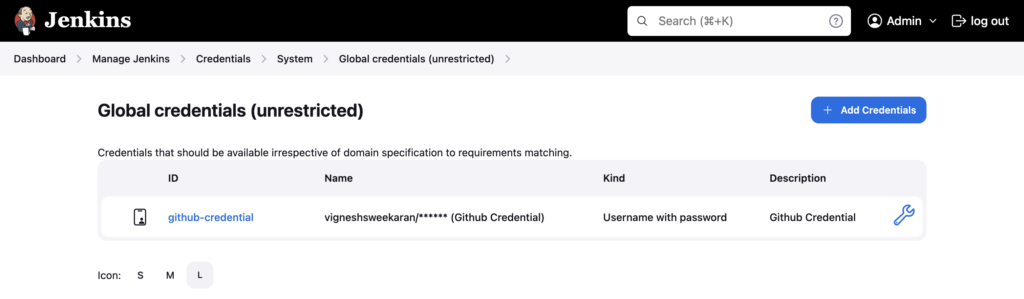 Jenkins
Search (⌘+K)
Admin
log out
Dashboard
Manage Jenkins
Credentials
System
Global credentials (unrestricted)
Global credentials (unrestricted)
+ Add Credentials
Credentials that should be available irrespective of domain specification to requirements matching.
ID Name Kind Description
github-credential vigneshsweekaran/****** (Github Credential) Username with password Github Credential
Icon: S M L